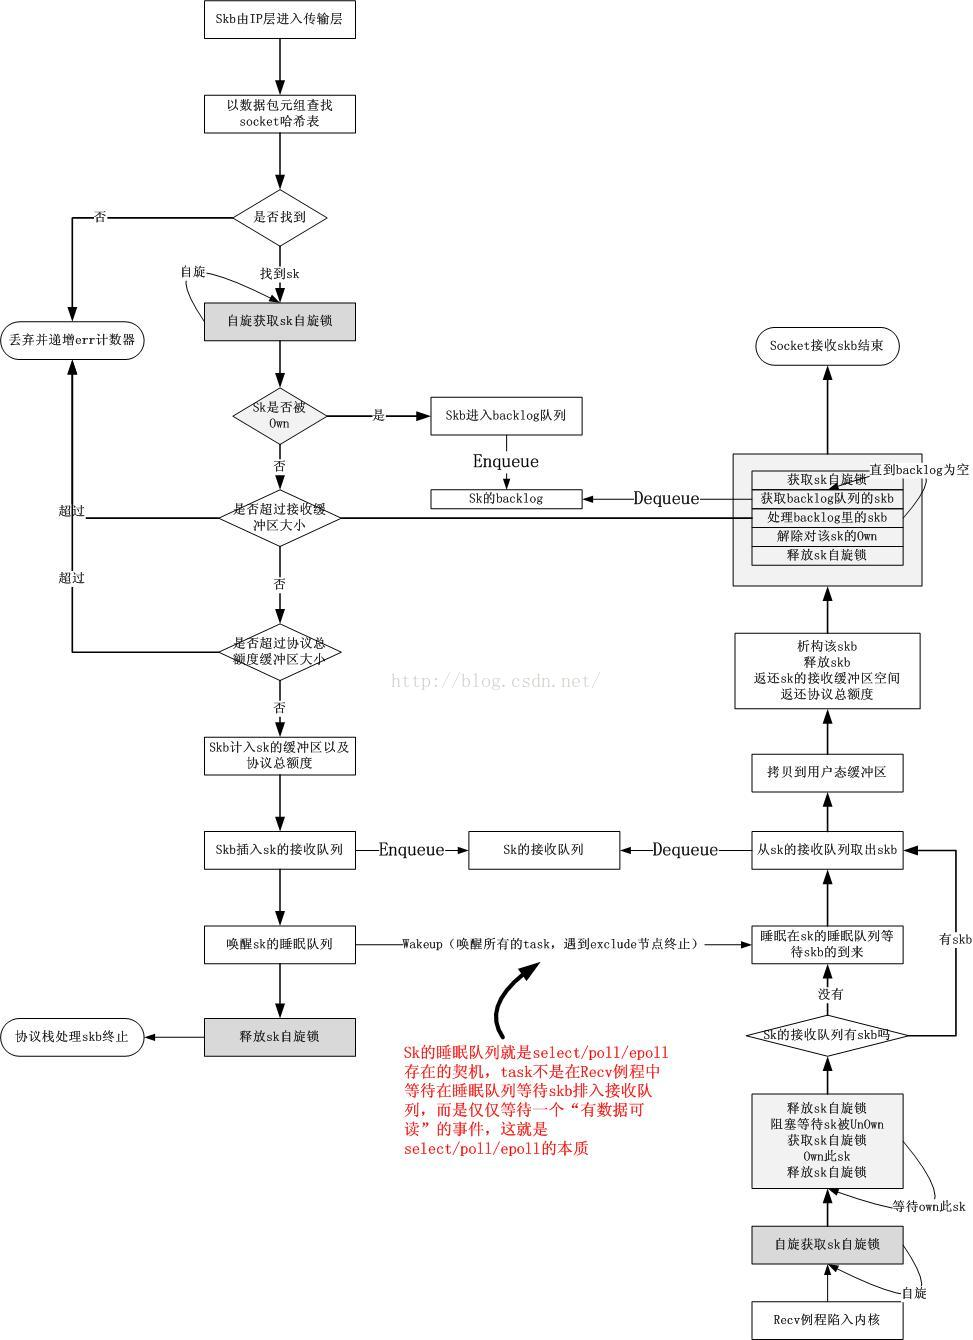 Skb由IP层进入传输层
以数据包元组查找
socket哈希表
是否找到
否
找到sk
自旋
自旋获取sk自旋锁
丢弃并递增err计数器
Sk是否被
Own
是
Skb进入backlog队列
Enqueue
Sk的backlog
Dequeue
否
是否超过接收缓
冲区大小
超过
否
超过
是否超过协议总
额度缓冲区大小
否
Skb计入sk的缓冲区以及
协议总额度
Skb插入sk的接收队列
Enqueue
Sk的接收队列
Dequeue
唤醒sk的睡眠队列
Wakeup（唤醒所有的task，遇到exclude节点终止）
释放sk自旋锁
协议栈处理skb终止
Sk的睡眠队列就是select/poll/epoll
存在的契机，task不是在Recv例程中
等待在睡眠队列等待skb排入接收队
列，而是仅仅等待一个“有数据可
读”的事件，这就是
select/poll/epoll的本质
http://blog.csdn.net/
Socket接收skb结束
获取sk自旋锁
直到backlog为空
获取backlog队列的skb
处理backlog里的skb
解除对该sk的Own
释放sk自旋锁
析构该skb
释放skb
返还sk的接收缓冲区空间
返还协议总额度
拷贝到用户态缓冲区
从sk的接收队列取出skb
有skb
睡眠在sk的睡眠队列等
待skb的到来
没有
Sk的接收队列有skb吗
释放sk自旋锁
阻塞等待sk被UnOwn
获取sk自旋锁
Own此sk
释放sk自旋锁
等待own此sk
自旋获取sk自旋锁
自旋
Recv例程陷入内核